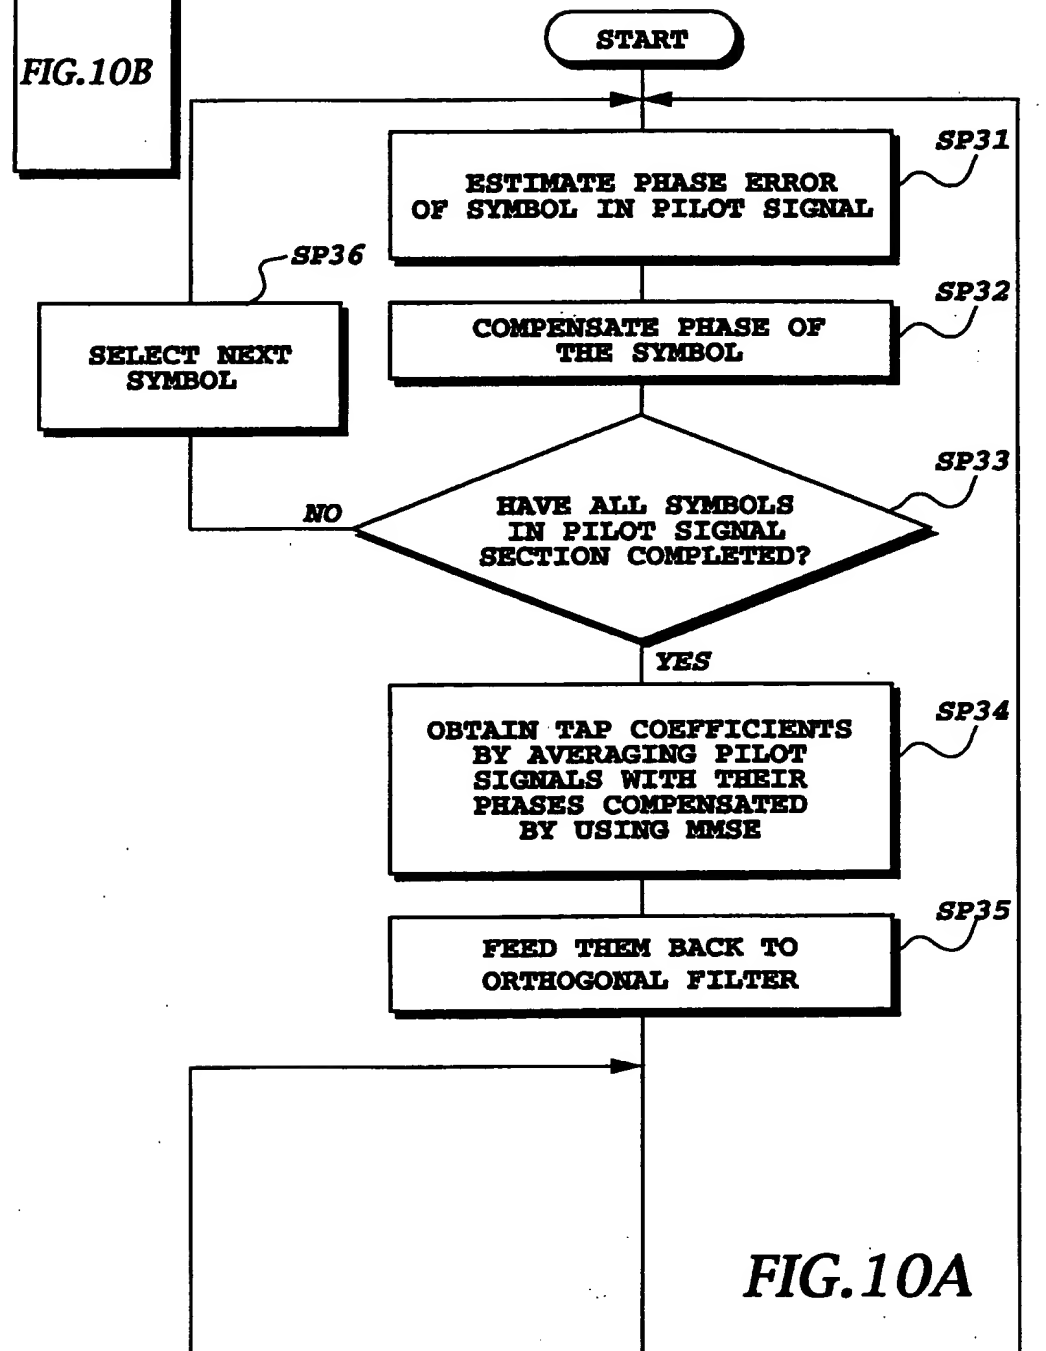 FIG.10B
START
SP31
ESTIMATE PHASE ERROR
OF SYMBOL IN PILOT SIGNAL
SP36
SELECT NEXT
SYMBOL
SP32
COMPENSATE PHASE OF
THE SYMBOL
SP33
HAVE ALL SYMBOLS
IN PILOT SIGNAL
SECTION COMPLETED?
NO
YES
SP34
OBTAIN TAP COEFFICIENTS
BY AVERAGING PILOT
SIGNALS WITH THEIR
PHASES COMPENSATED
BY USING MMSE
SP35
FEED THEM BACK TO
ORTHOGONAL FILTER
FIG.10A